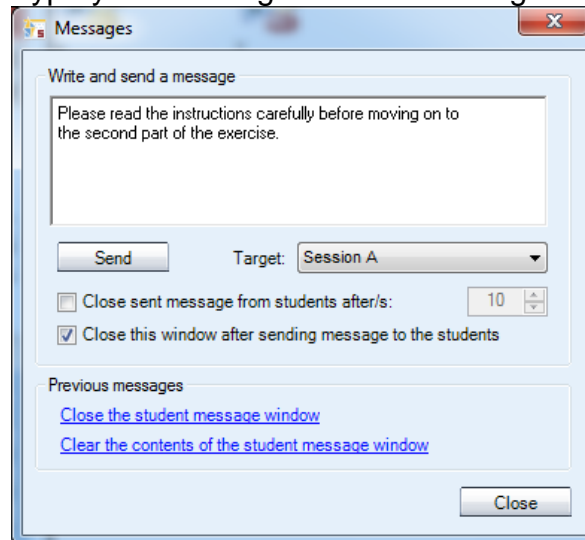 Messages
Write and send a message
Please read the instructions carefully before moving on to
the second part of the exercise.
Send Target: Session A
Close sent message from students after/s: 10
Close this window after sending message to the students
Previous messages
Close the student message window
Clear the contents of the student message window
Close